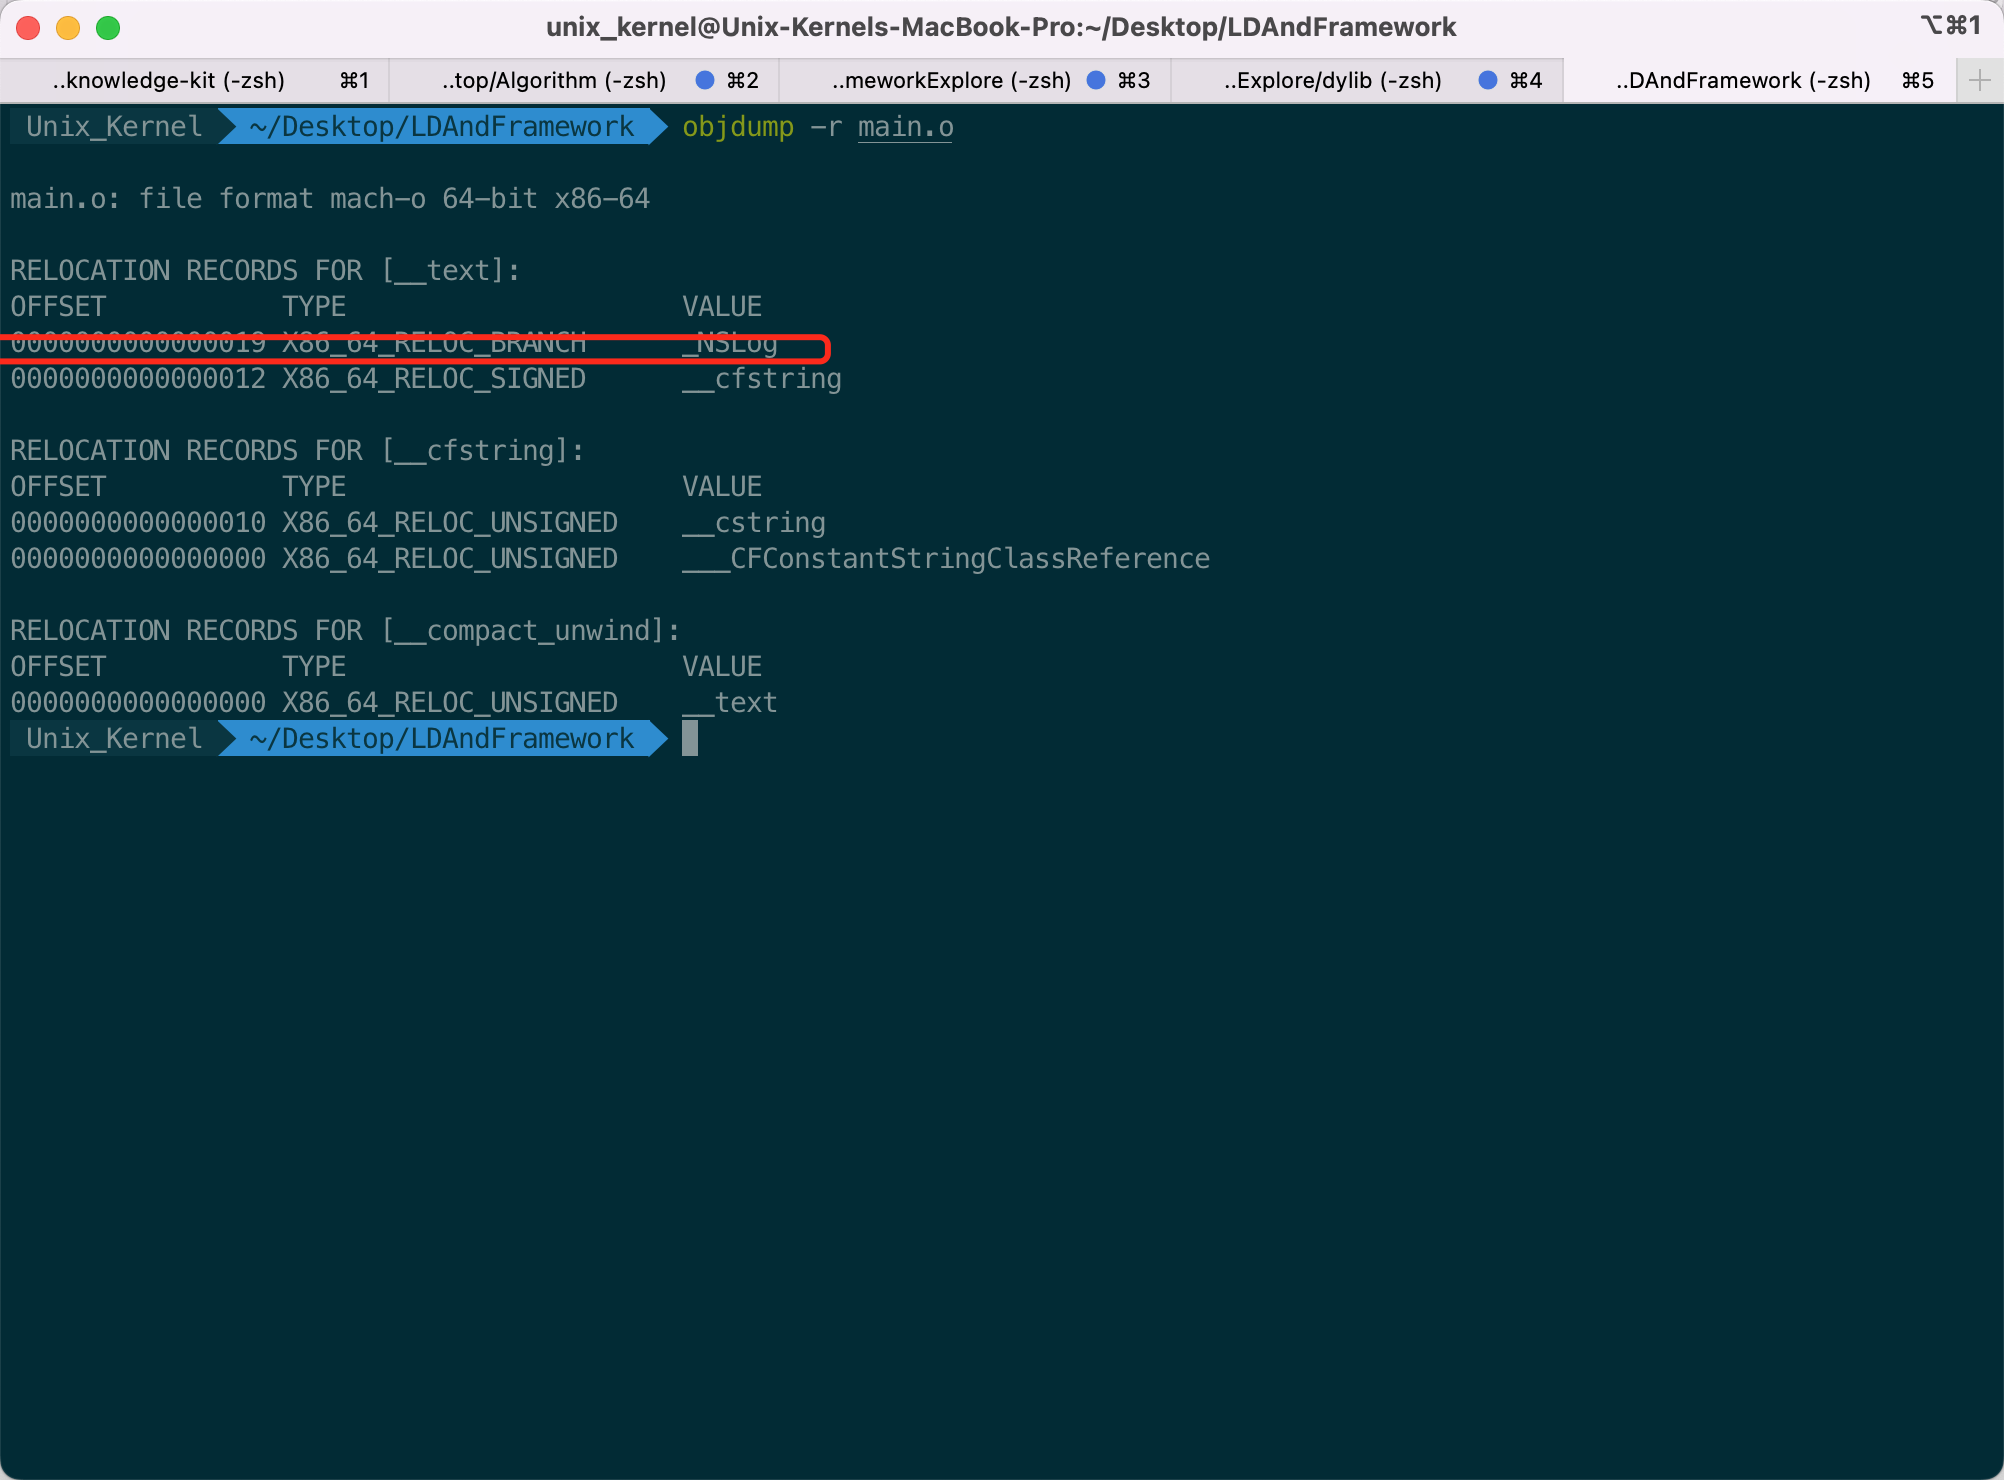 unix_kernel@Unix-Kernels-MacBook-Pro:~/Desktop/LDAndFramework ⌥⌘1
..knowledge-kit (-zsh) ⌘1 ..top/Algorithm (-zsh) ⌘2 ..meworkExplore (-zsh) ⌘3 ..Explore/dylib (-zsh) ⌘4 ..DAndFramework (-zsh) ⌘5
Unix_Kernel ~/Desktop/LDAndFramework objdump -r main.o
main.o: file format mach-o 64-bit x86-64
RELOCATION RECORDS FOR [__text]:
OFFSET TYPE VALUE
0000000000000019 X86_64_RELOC_BRANCH _NSLog
0000000000000012 X86_64_RELOC_SIGNED __cfstring
RELOCATION RECORDS FOR [__cfstring]:
OFFSET TYPE VALUE
0000000000000010 X86_64_RELOC_UNSIGNED __cstring
0000000000000000 X86_64_RELOC_UNSIGNED ___CFConstantStringClassReference
RELOCATION RECORDS FOR [__compact_unwind]:
OFFSET TYPE VALUE
0000000000000000 X86_64_RELOC_UNSIGNED __text
Unix_Kernel ~/Desktop/LDAndFramework